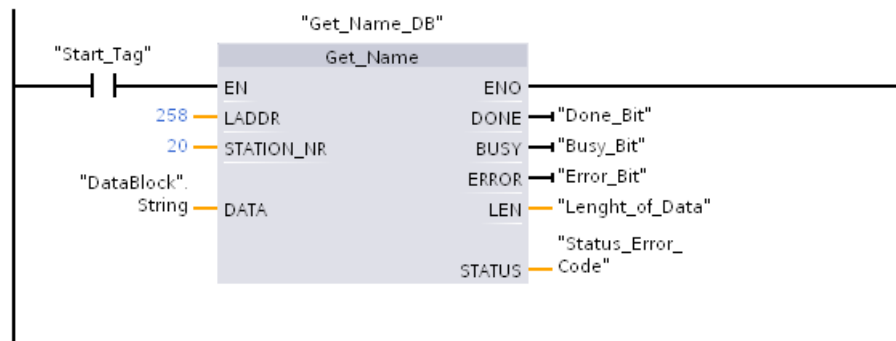 "Get_Name_DB"
"Start_Tag"
Get_Name
EN
ENO
258
LADDR
DONE
"Done_Bit"
20
STATION_NR
BUSY
"Busy_Bit"
ERROR
"Error_Bit"
"DataBlock".
String
DATA
LEN
"Lenght_of_Data"
"Status_Error_
STATUS
Code"